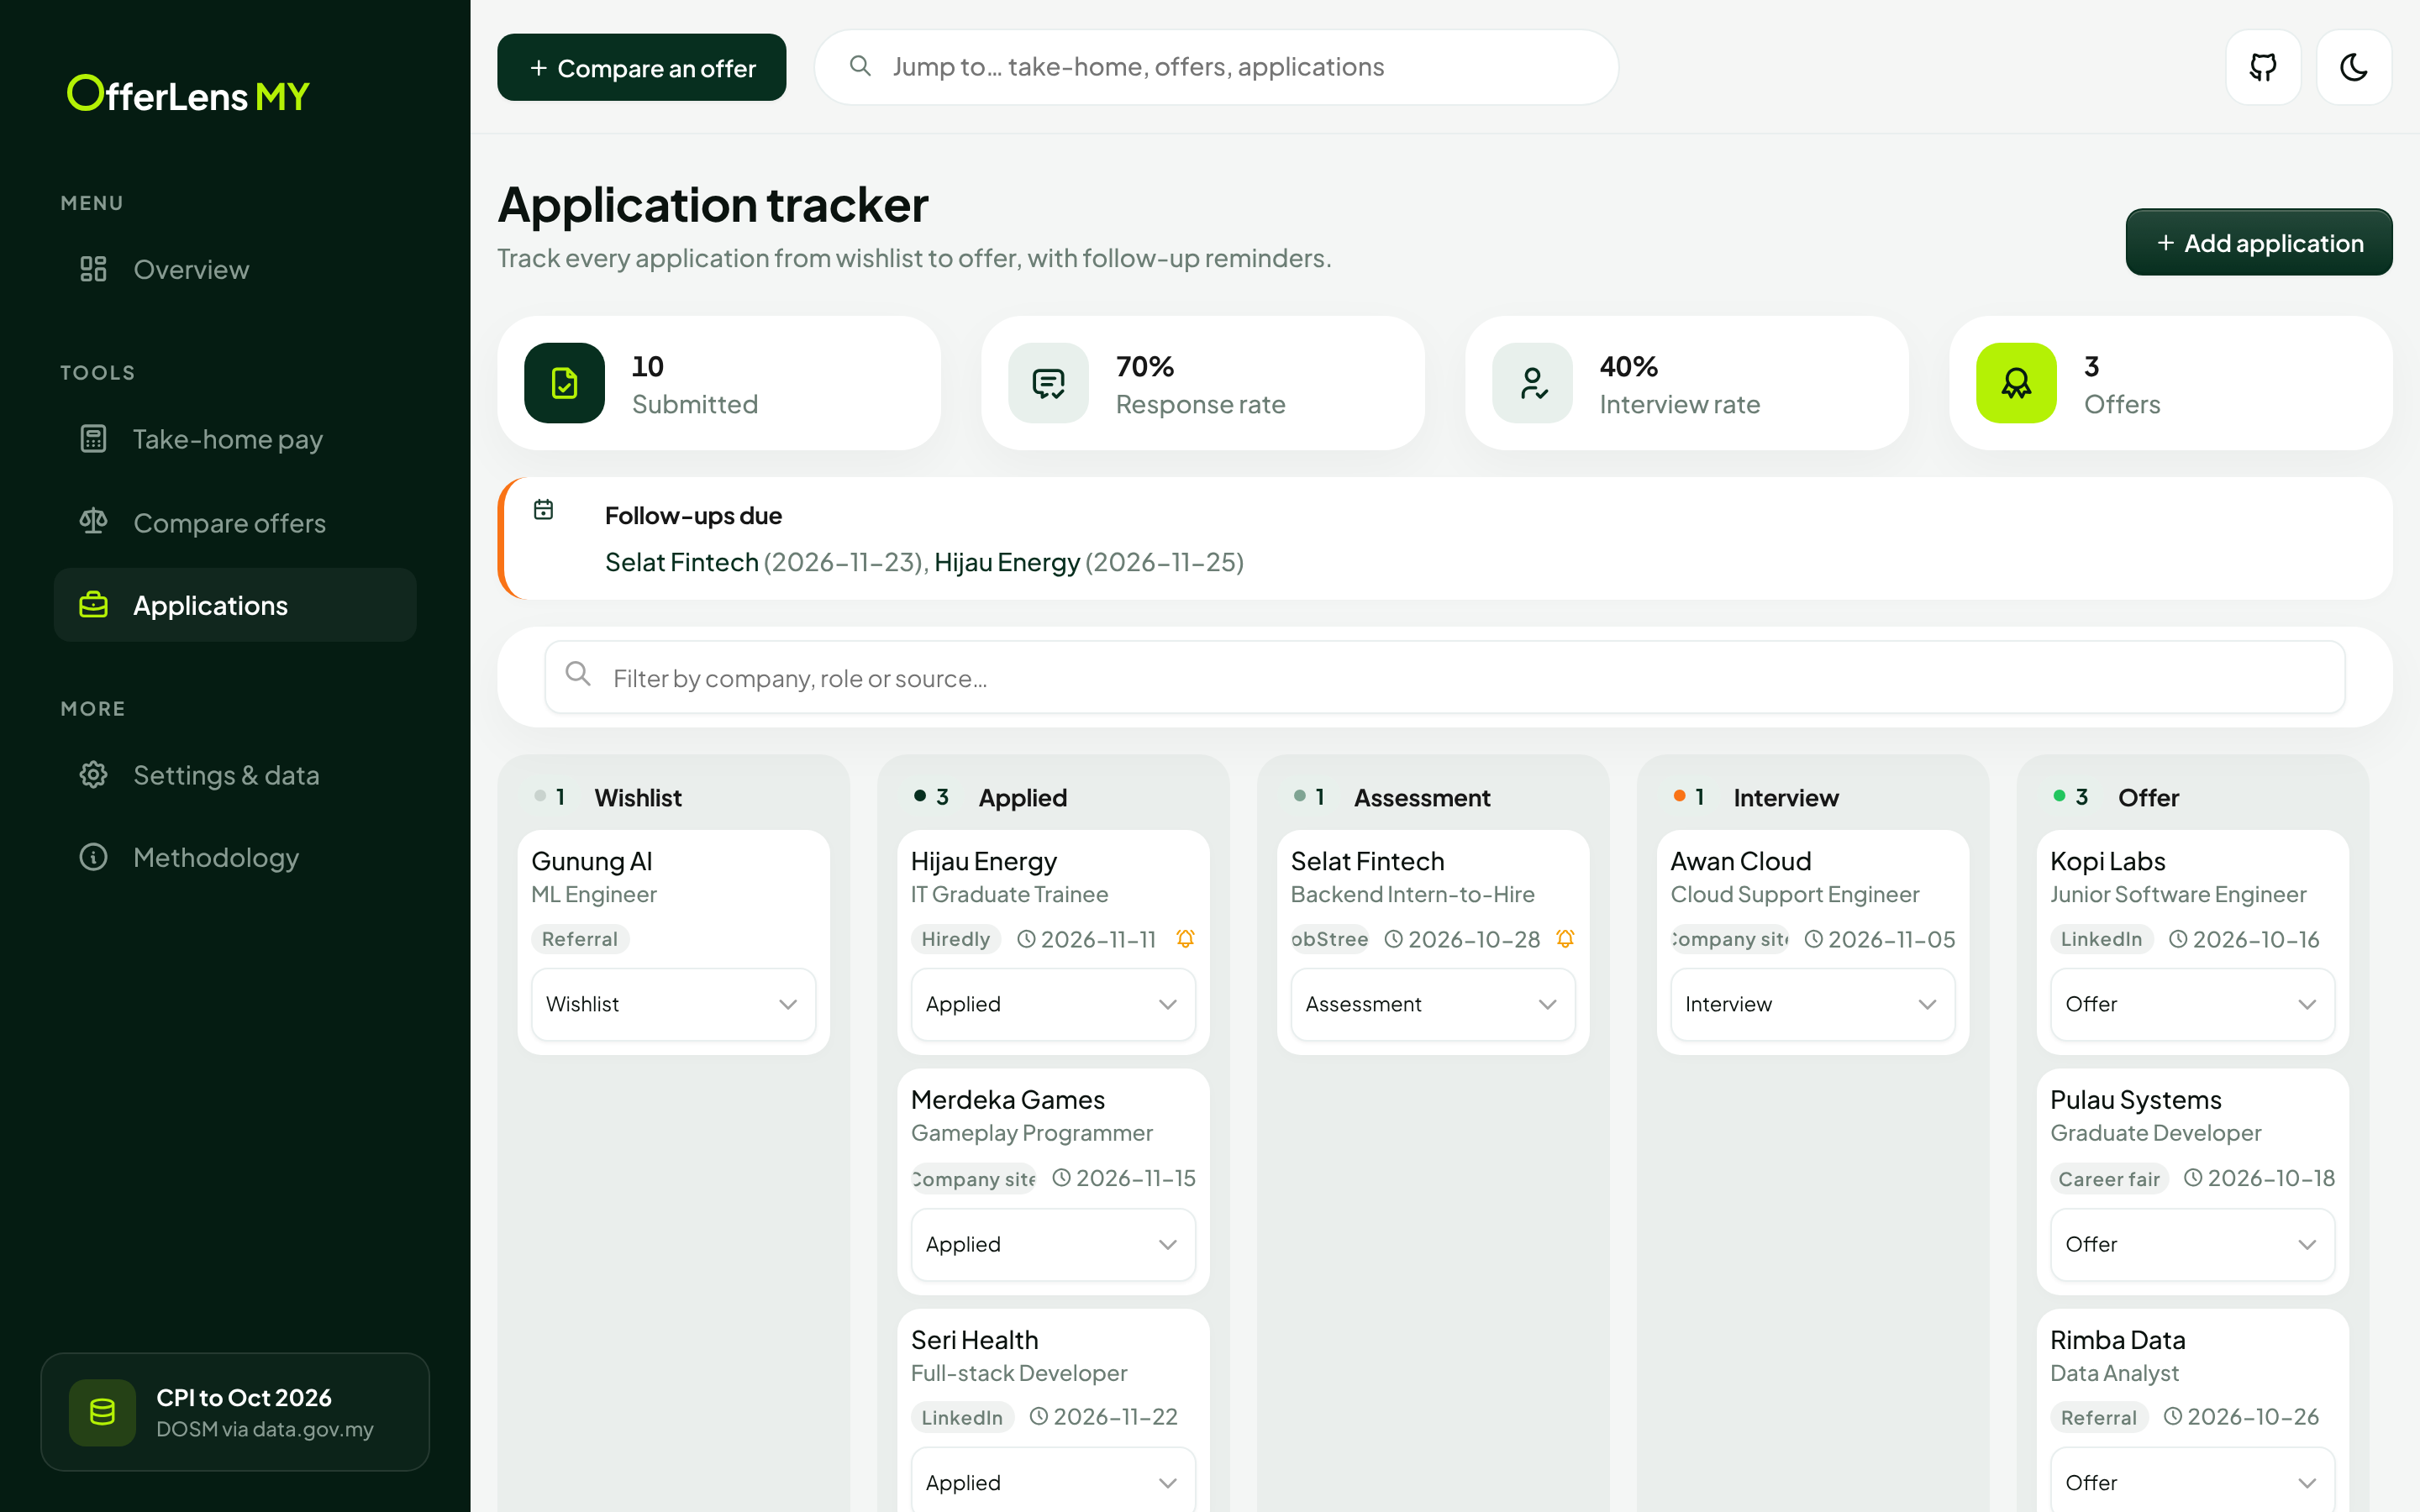 OfferLens MY
MENU
Overview
TOOLS
Take-home pay
Compare offers
Applications
MORE
Settings & data
Methodology
CPI to Oct 2026
DOSM via data.gov.my
+ Compare an offer
Jump to... take-home, offers, applications
Application tracker
Track every application from wishlist to offer, with follow-up reminders.
+ Add application
10
Submitted
70%
Response rate
40%
Interview rate
3
Offers
Follow-ups due
Selat Fintech (2026-11-23), Hijau Energy (2026-11-25)
Filter by company, role or source...
1 Wishlist
Gunung AI
ML Engineer
Referral
Wishlist
3 Applied
Hijau Energy
IT Graduate Trainee
Hiredly 2026-11-11
Applied
Merdeka Games
Gameplay Programmer
Company site 2026-11-15
Applied
Seri Health
Full-stack Developer
LinkedIn 2026-11-22
Applied
1 Assessment
Selat Fintech
Backend Intern-to-Hire
obStree 2026-10-28
Assessment
1 Interview
Awan Cloud
Cloud Support Engineer
Company site 2026-11-05
Interview
3 Offer
Kopi Labs
Junior Software Engineer
LinkedIn 2026-10-16
Offer
Pulau Systems
Graduate Developer
Career fair 2026-10-18
Offer
Rimba Data
Data Analyst
Referral 2026-10-26
Offer